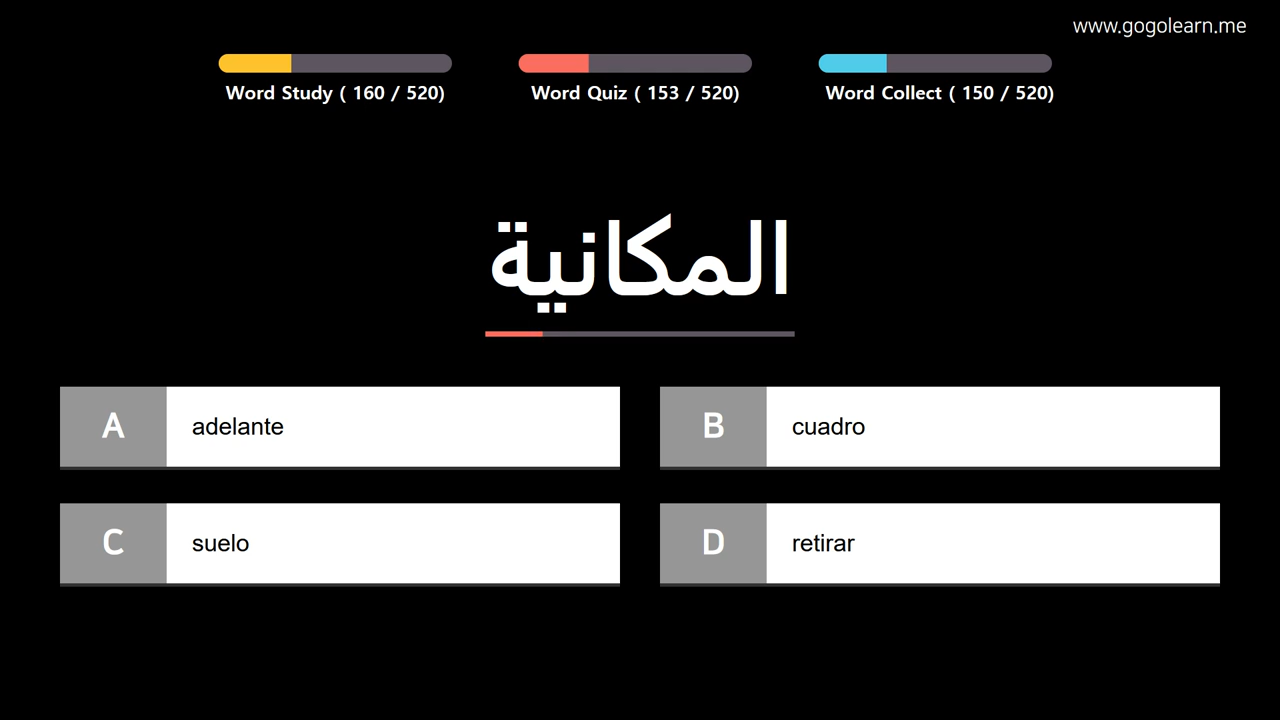 www.gogolearn.me
Word Study ( 160 / 520)
Word Quiz ( 153 / 520)
Word Collect ( 150 / 520)
المكانية
A adelante
B cuadro
C suelo
D retirar